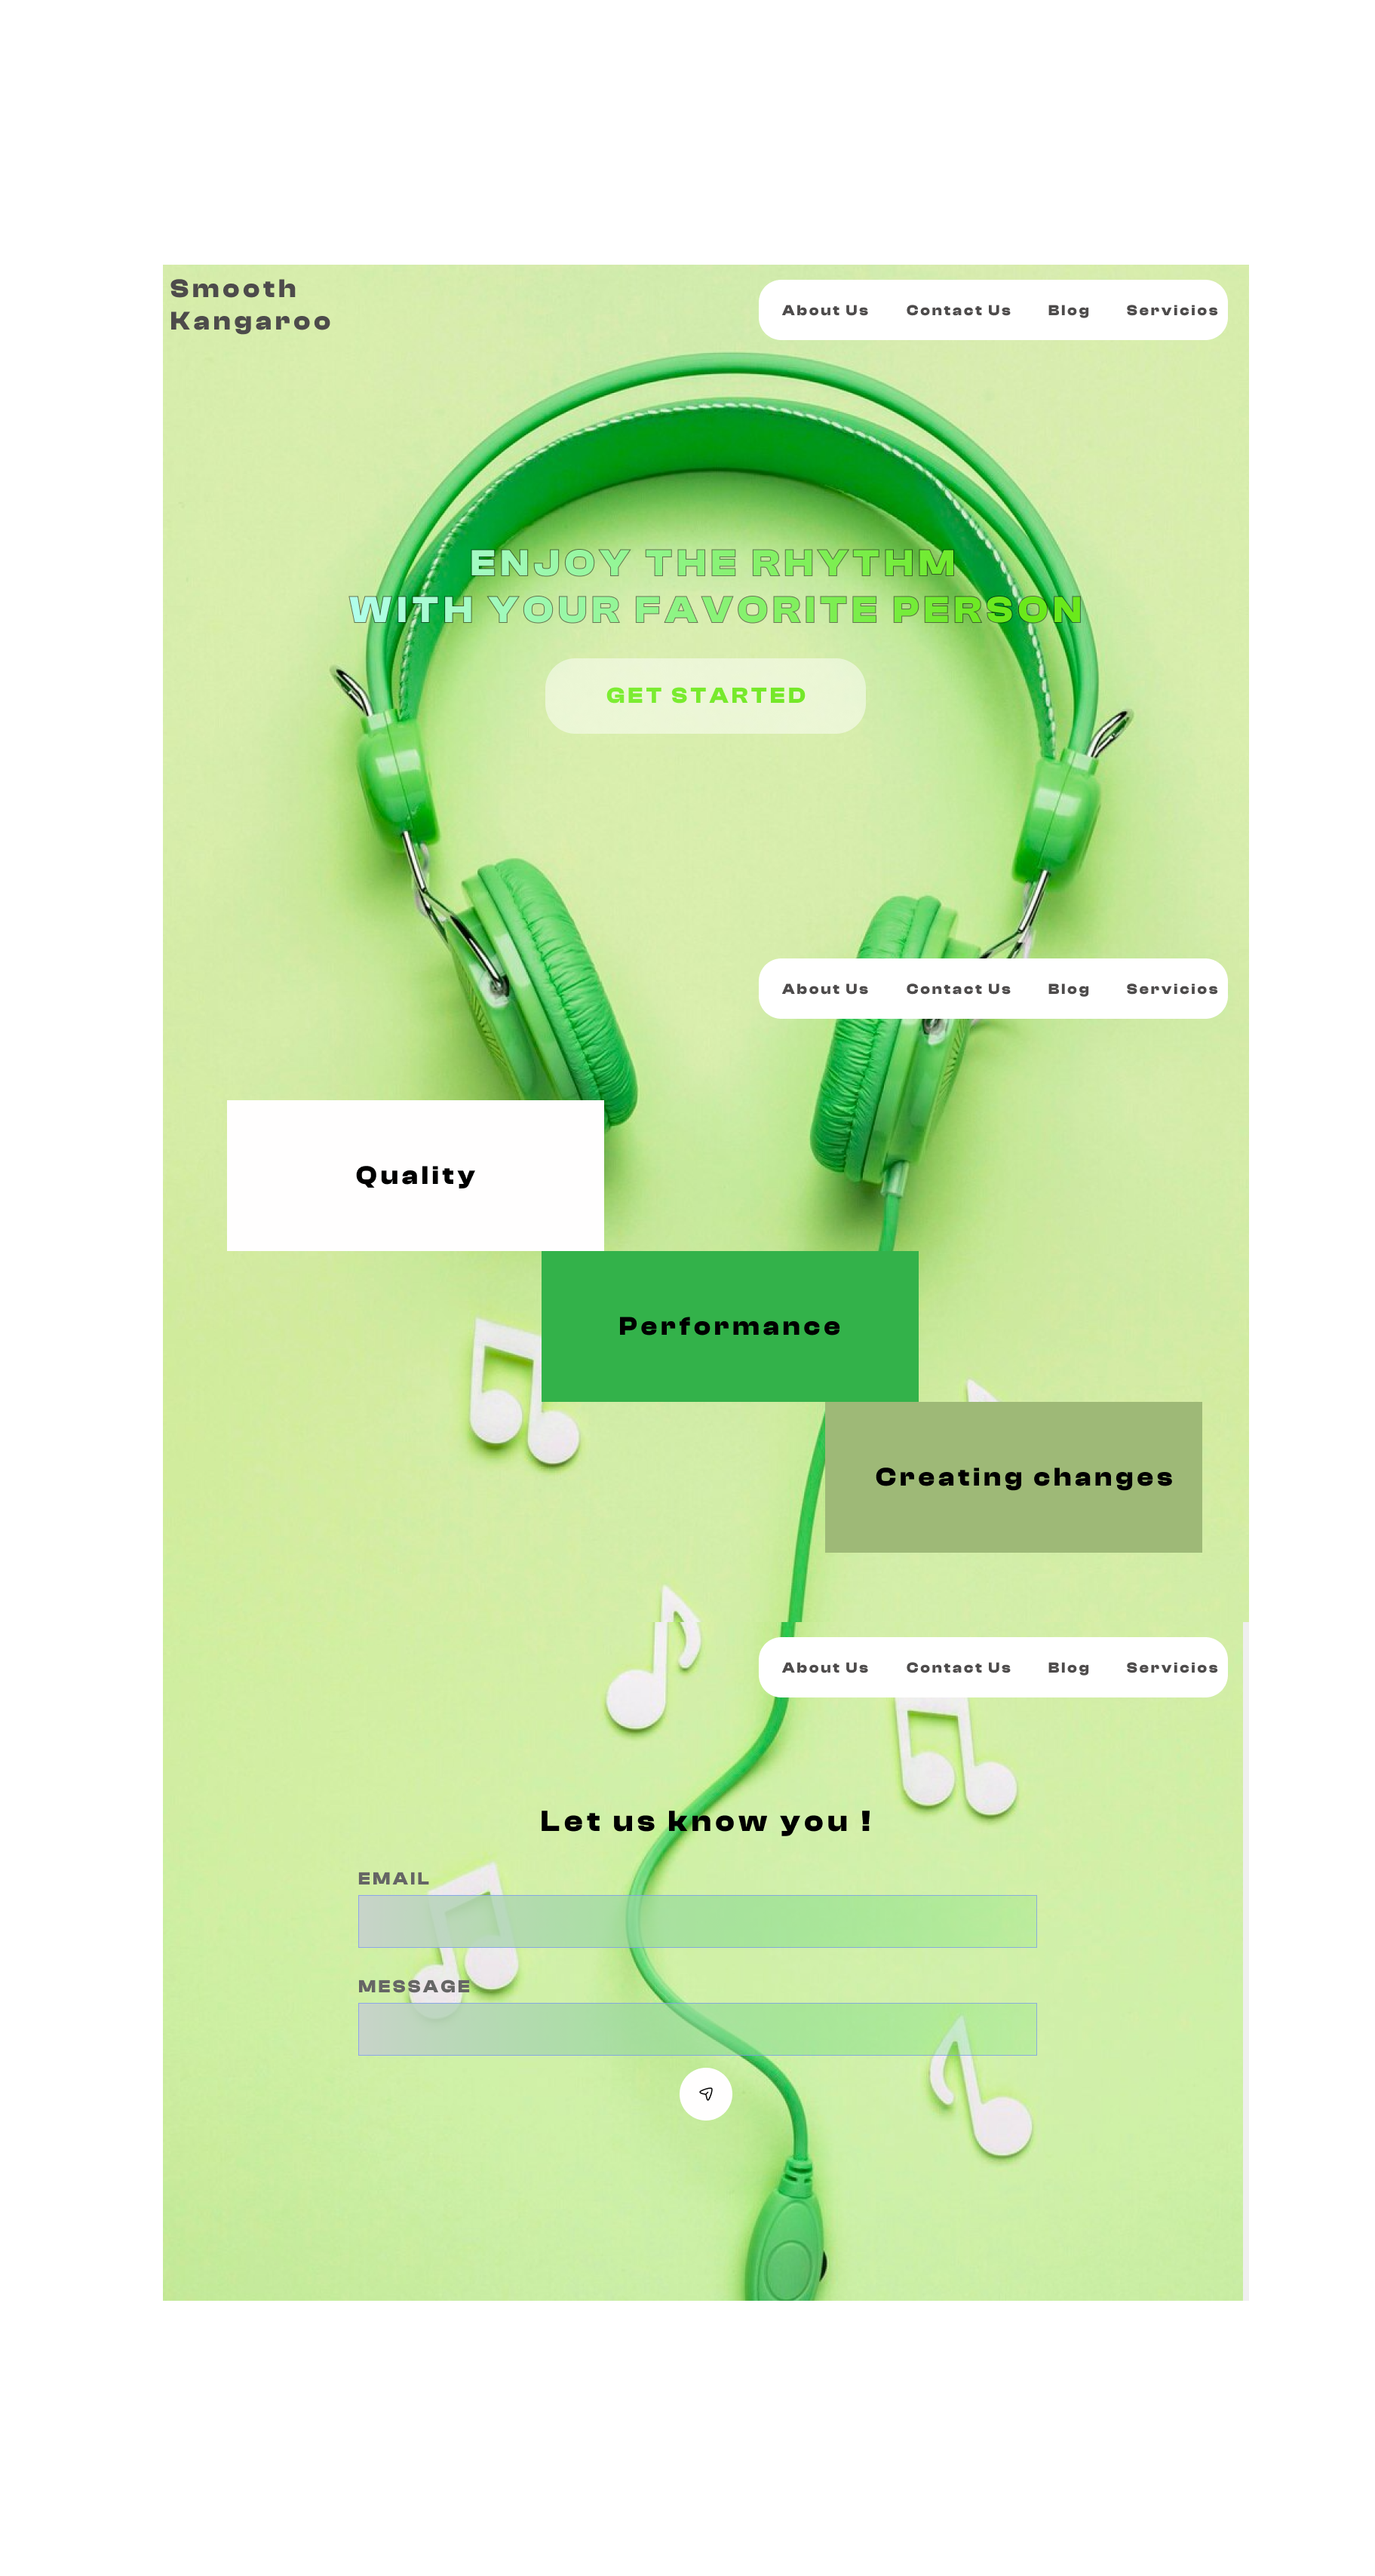 Smooth
Kangaroo
About Us Contact Us Blog Servicios
ENJOY THE RHYTHM
WITH YOUR FAVORITE PERSON
GET STARTED
About Us Contact Us Blog Servicios
Quality
Performance
Creating changes
About Us Contact Us Blog Servicios
Let us know you !
EMAIL
MESSAGE